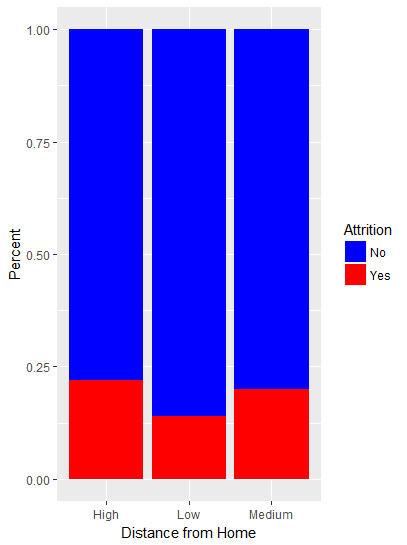 1.00
0.75
0.50
0.25
0.00
Percent
High Low Medium
Distance from Home
Attrition
No
Yes